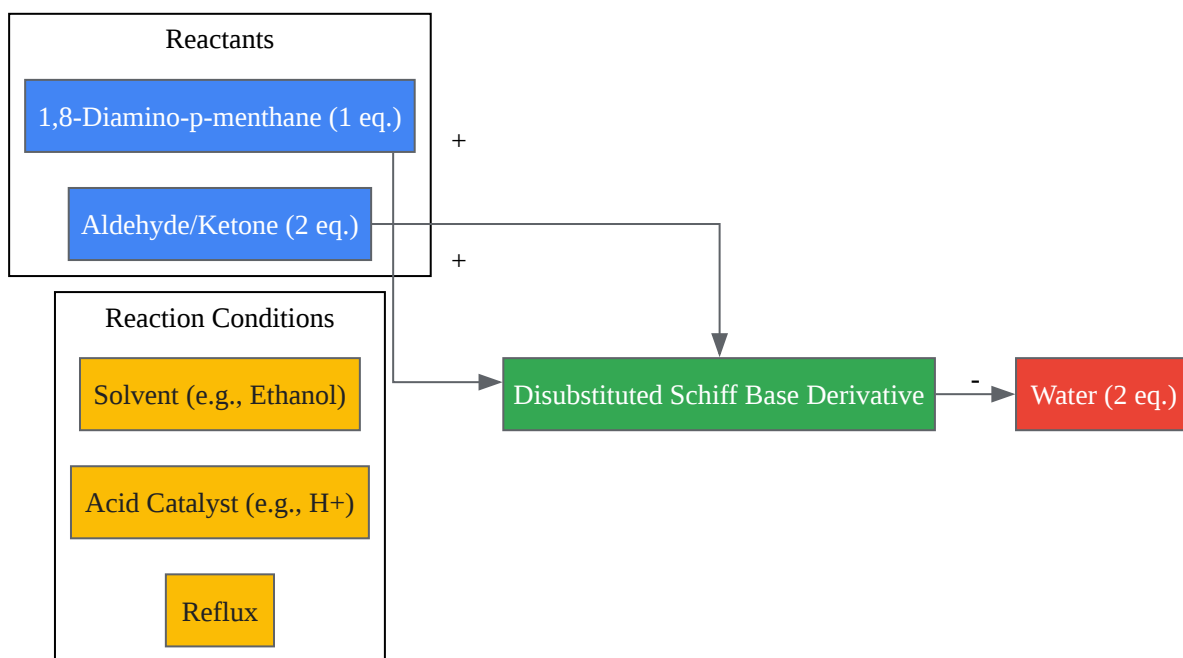 Reactants
1,8-Diamino-p-menthane (1 eq.)
+
Aldehyde/Ketone (2 eq.)
+
Reaction Conditions
Solvent (e.g., Ethanol)
Disubstituted Schiff Base Derivative
-
Water (2 eq.)
Acid Catalyst (e.g., H+)
Reflux